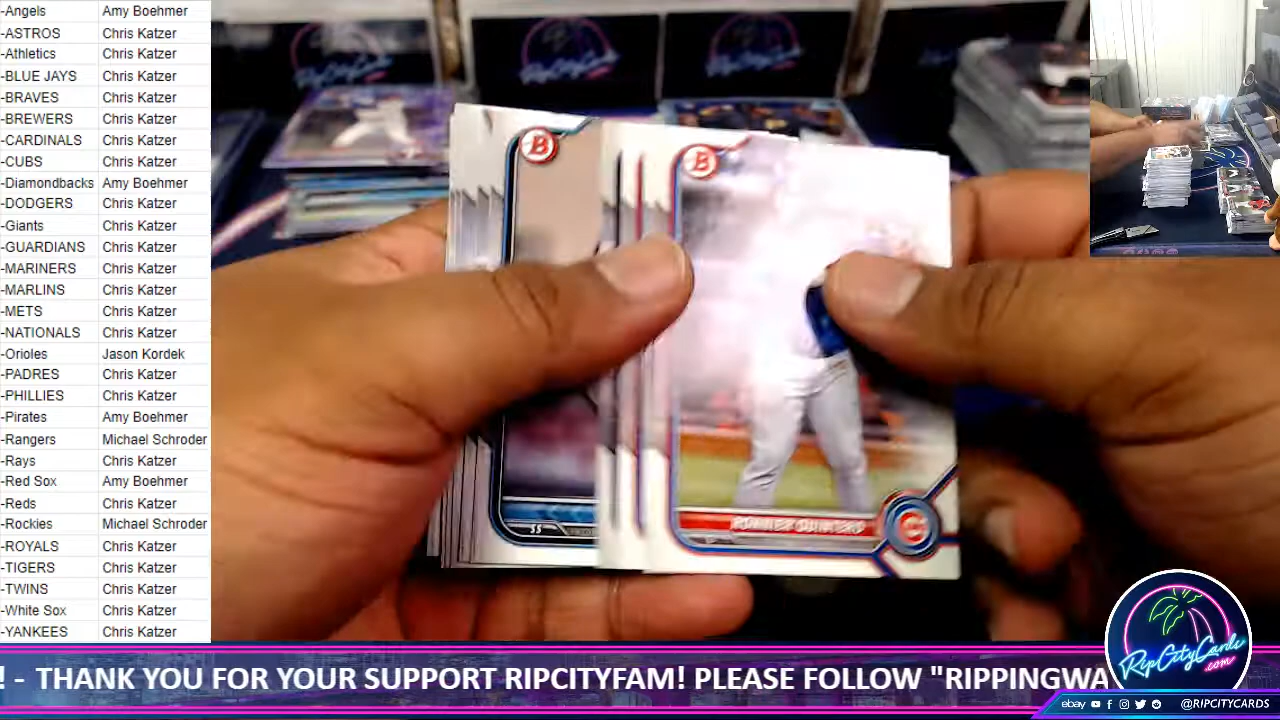 -Angels Amy Boehmer
-ASTROS Chris Katzer
-Athletics Chris Katzer
-BLUE JAYS Chris Katzer
-BRAVES Chris Katzer
-BREWERS Chris Katzer
-CARDINALS Chris Katzer
-CUBS Chris Katzer
-Diamondbacks Amy Boehmer
-DODGERS Chris Katzer
-Giants Chris Katzer
-GUARDIANS Chris Katzer
-MARINERS Chris Katzer
-MARLINS Chris Katzer
-METS Chris Katzer
-NATIONALS Chris Katzer
-Orioles Jason Kordek
-PADRES Chris Katzer
-PHILLIES Chris Katzer
-Pirates Amy Boehmer
-Rangers Michael Schroder
-Rays Chris Katzer
-Red Sox Amy Boehmer
-Reds Chris Katzer
-Rockies Michael Schroder
-ROYALS Chris Katzer
-TIGERS Chris Katzer
-TWINS Chris Katzer
-White Sox Chris Katzer
-YANKEES Chris Katzer
RipCityCards
RipCityCards
RipCityCards
B
B
SS
C
! - THANK YOU FOR YOUR SUPPORT RIPCITYFAM! PLEASE FOLLOW "RIPPINGWA
RipCityCards
.com
ebay @RIPCITYCARDS